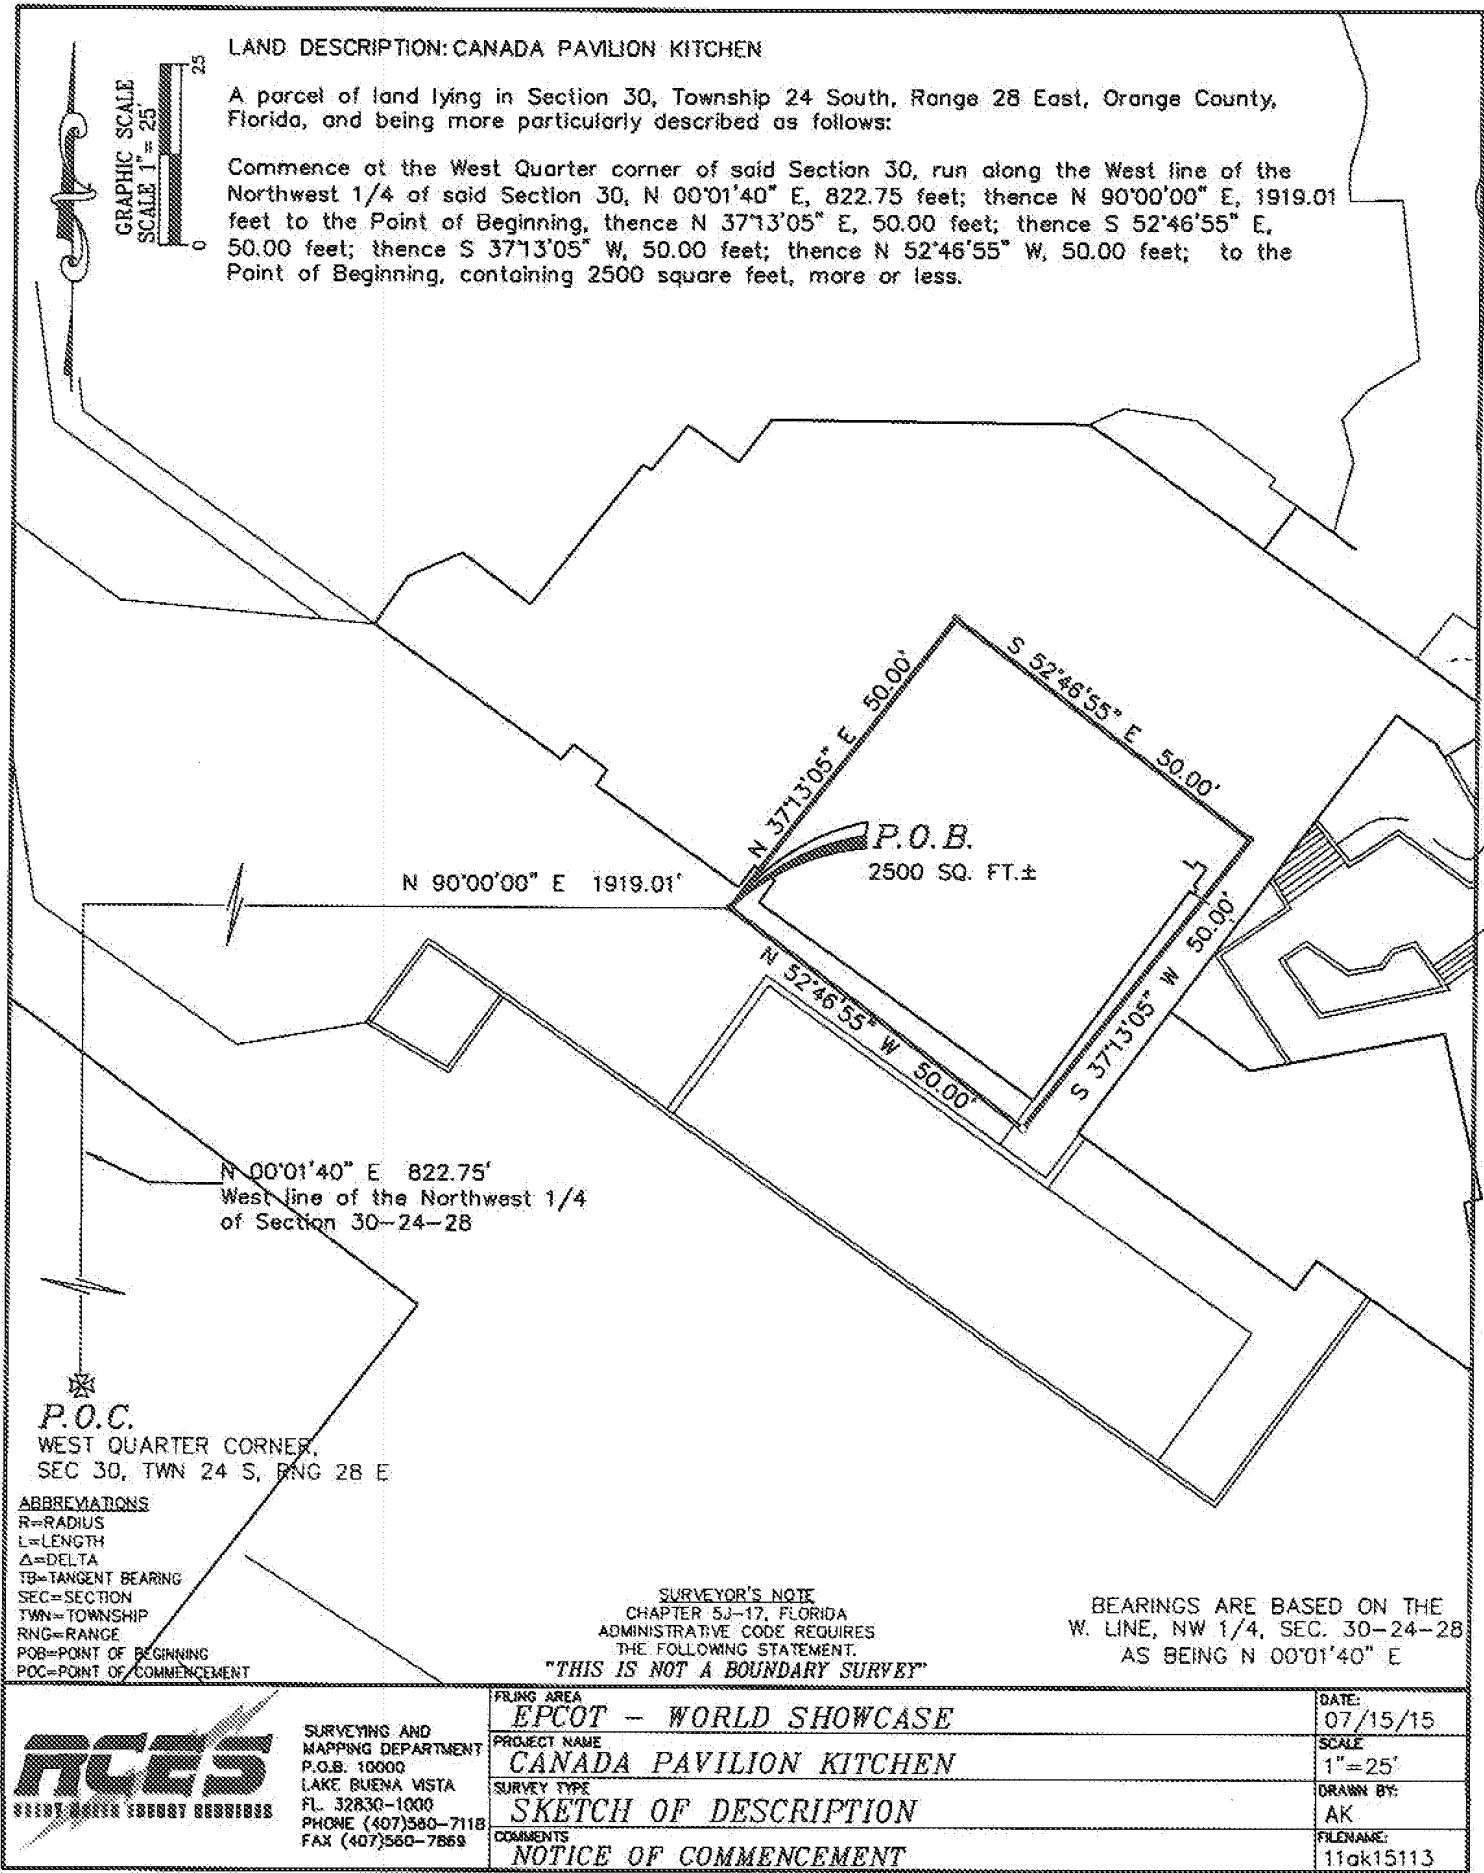 LAND DESCRIPTION: CANADA PAVILION KITCHEN
GRAPHIC SCALE
SCALE 1"= 25'
0
25
A parcel of land lying in Section 30, Township 24 South, Range 28 East, Orange County,
Florida, and being more particularly described as follows:
Commence at the West Quarter corner of said Section 30, run along the West line of the
Northwest 1/4 of said Section 30, N 00°01'40" E, 822.75 feet; thence N 90°00'00" E, 1919.01
feet to the Point of Beginning, thence N 37°13'05" E, 50.00 feet; thence S 52°46'55" E,
50.00 feet; thence S 37°13'05" W, 50.00 feet; thence N 52°46'55" W, 50.00 feet; to the
Point of Beginning, containing 2500 square feet, more or less.
N 37°13'05" E 50.00'
S 52°46'55" E 50.00'
P.O.B.
2500 SQ. FT.±
N 90°00'00" E 1919.01'
N 52°46'55" W 50.00'
S 37°13'05" W 50.00'
N 00°01'40" E 822.75'
West line of the Northwest 1/4
of Section 30-24-28
P.O.C.
WEST QUARTER CORNER,
SEC 30, TWN 24 S, RNG 28 E
ABBREVIATIONS
R=RADIUS
L=LENGTH
Δ=DELTA
TB=TANGENT BEARING
SEC=SECTION
TWN=TOWNSHIP
RNG=RANGE
POB=POINT OF BEGINNING
POC=POINT OF COMMENCEMENT
SURVEYOR'S NOTE
CHAPTER 5J-17, FLORIDA
ADMINISTRATIVE CODE REQUIRES
THE FOLLOWING STATEMENT.
"THIS IS NOT A BOUNDARY SURVEY"
BEARINGS ARE BASED ON THE
W. LINE, NW 1/4, SEC. 30-24-28
AS BEING N 00°01'40" E
RCES
REEDY CREEK ENERGY SERVICES
SURVEYING AND
MAPPING DEPARTMENT
P.O.B. 10000
LAKE BUENA VISTA
FL. 32830-1000
PHONE (407)560-7118
FAX (407)560-7869
FILING AREA
EPCOT - WORLD SHOWCASE
PROJECT NAME
CANADA PAVILION KITCHEN
SURVEY TYPE
SKETCH OF DESCRIPTION
COMMENTS
NOTICE OF COMMENCEMENT
DATE:
07/15/15
SCALE
1"=25'
DRAWN BY:
AK
FILENAME:
11ak15113